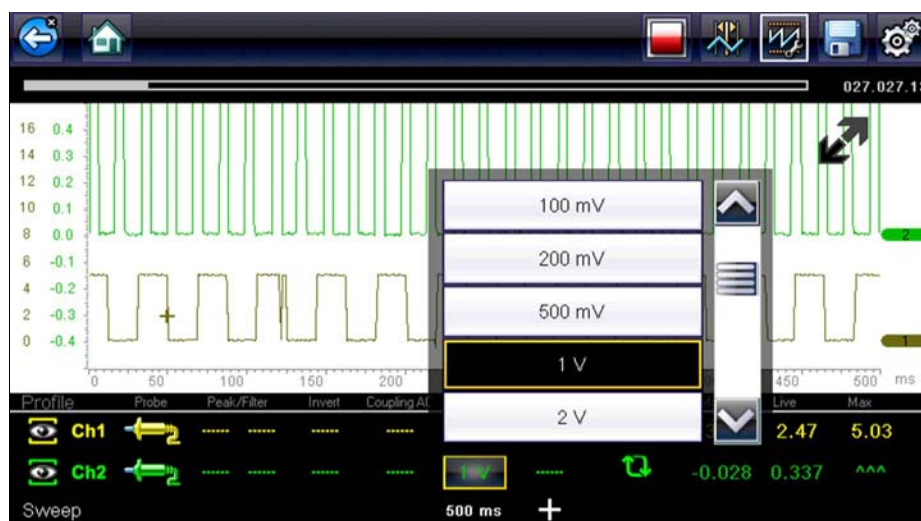 027.027.13
16 0.4
14 0.3
12 0.2
10 0.1
8 0.0
6 -0.1
4 -0.2
2 -0.3
0 -0.4
2
1
100 mV
200 mV
500 mV
1 V
2 V
0 50 100 150 200 450 500 ms
Profile Probe Peak/Filter Invert Coupling AC Live Max
Ch1 ---- ---- ---- ---- 2.47 5.03
Ch2 ---- ---- ---- ---- 1 V ---- -0.028 0.337 ^^^
Sweep 500 ms